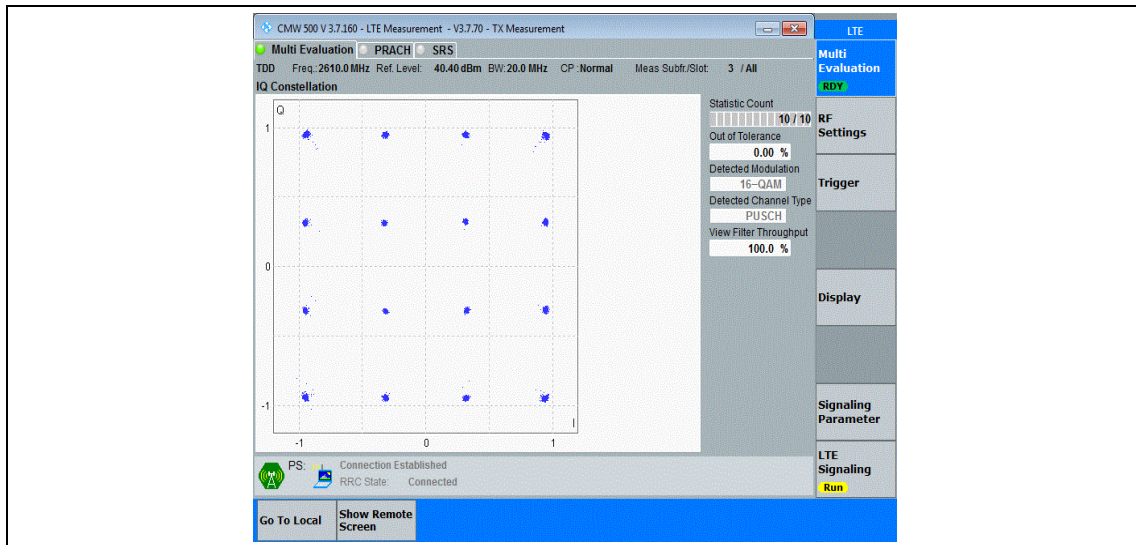 CMW 500 V 3.7.160 - LTE Measurement - V3.7.70 - TX Measurement
LTE
Multi Evaluation PRACH SRS
Multi
Evaluation
RDY
TDD Freq.: 2610.0 MHz Ref. Level: 40.40 dBm BW: 20.0 MHz CP : Normal Meas Subfr./Slot: 3 / All
IQ Constellation
Q
1
0
-1
-1 0 1
I
Statistic Count
10 / 10
Out of Tolerance
0.00 %
Detected Modulation
16-QAM
Detected Channel Type
PUSCH
View Filter Throughput
100.0 %
RF
Settings
Trigger
Display
Signaling
Parameter
LTE
Signaling
Run
PS: Connection Established
RRC State: Connected
Go To Local
Show Remote
Screen